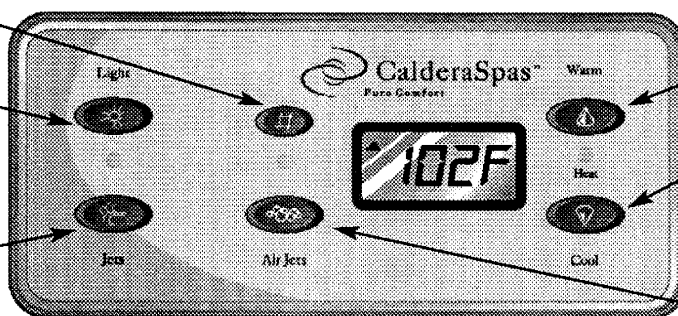 Light
CalderaSpas™
Pure Comfort
Warm
102F
Heat
Jets
Air Jets
Cool